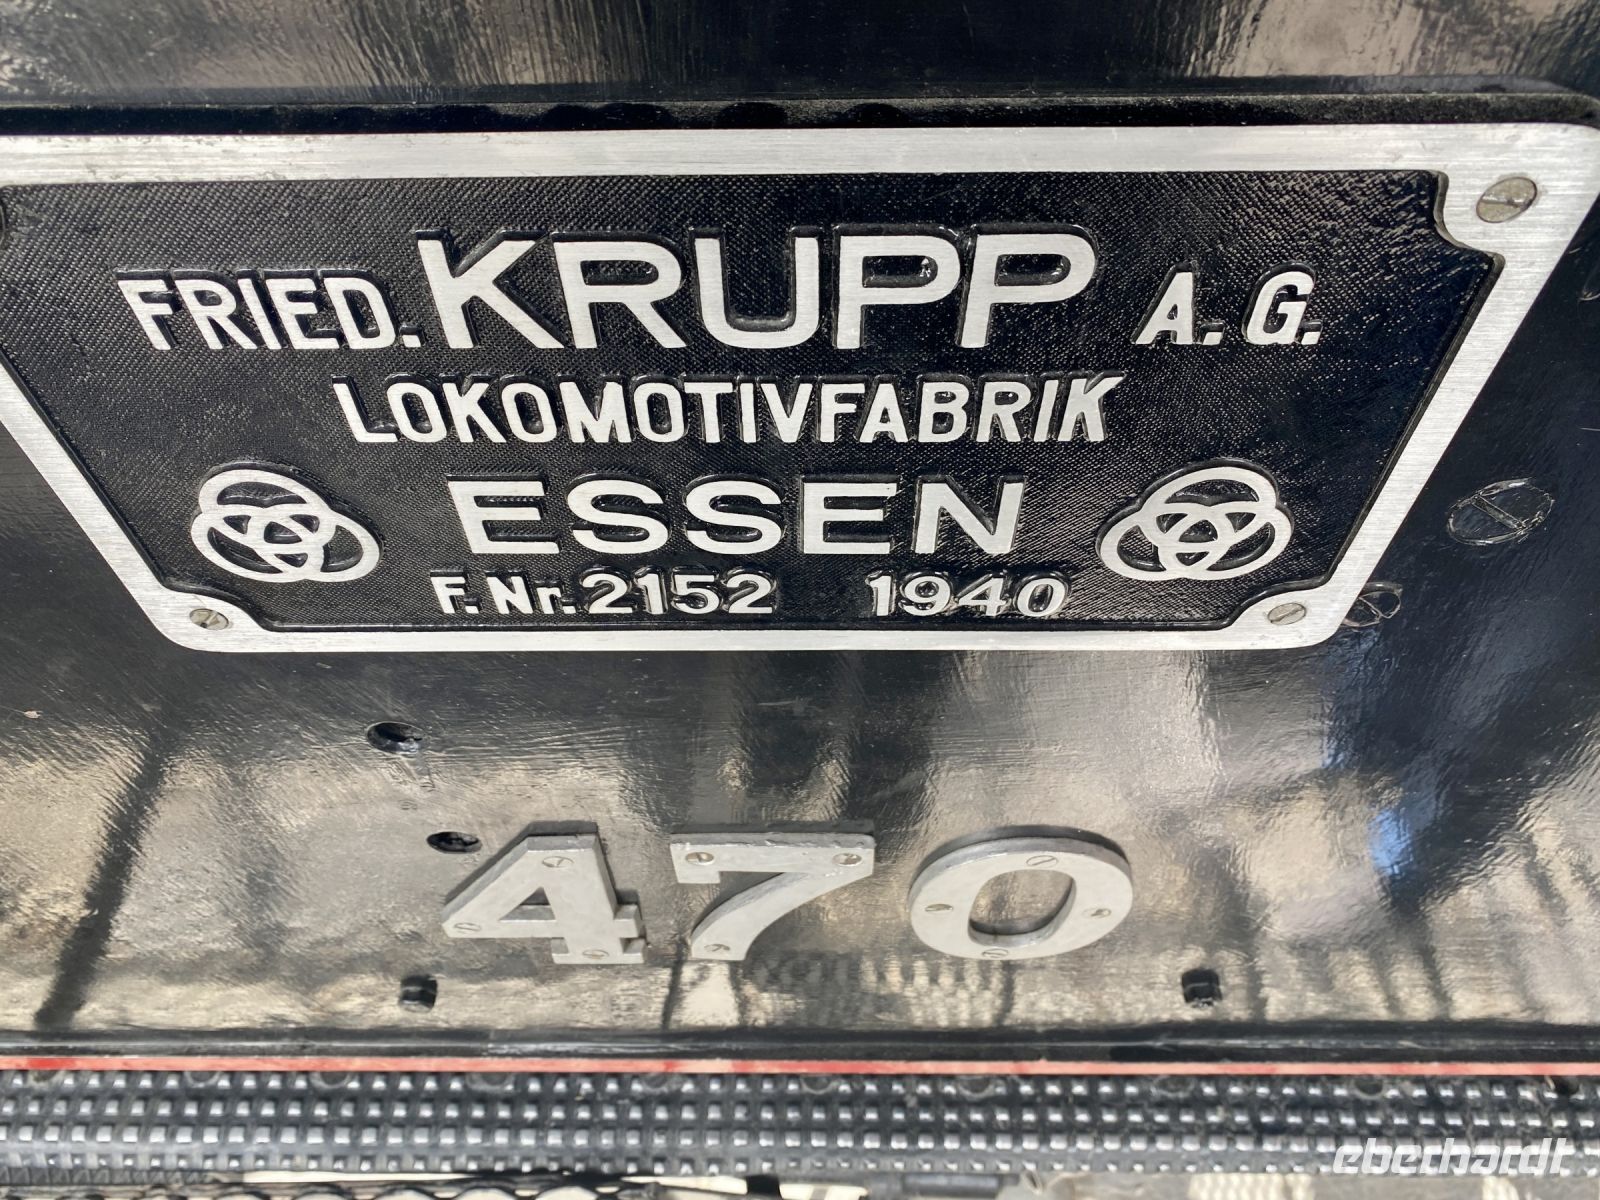 FRIED. KRUPP A.G.
LOKOMOTIVFABRIK
ESSEN
F. Nr. 2152 1940
470
eberhardt